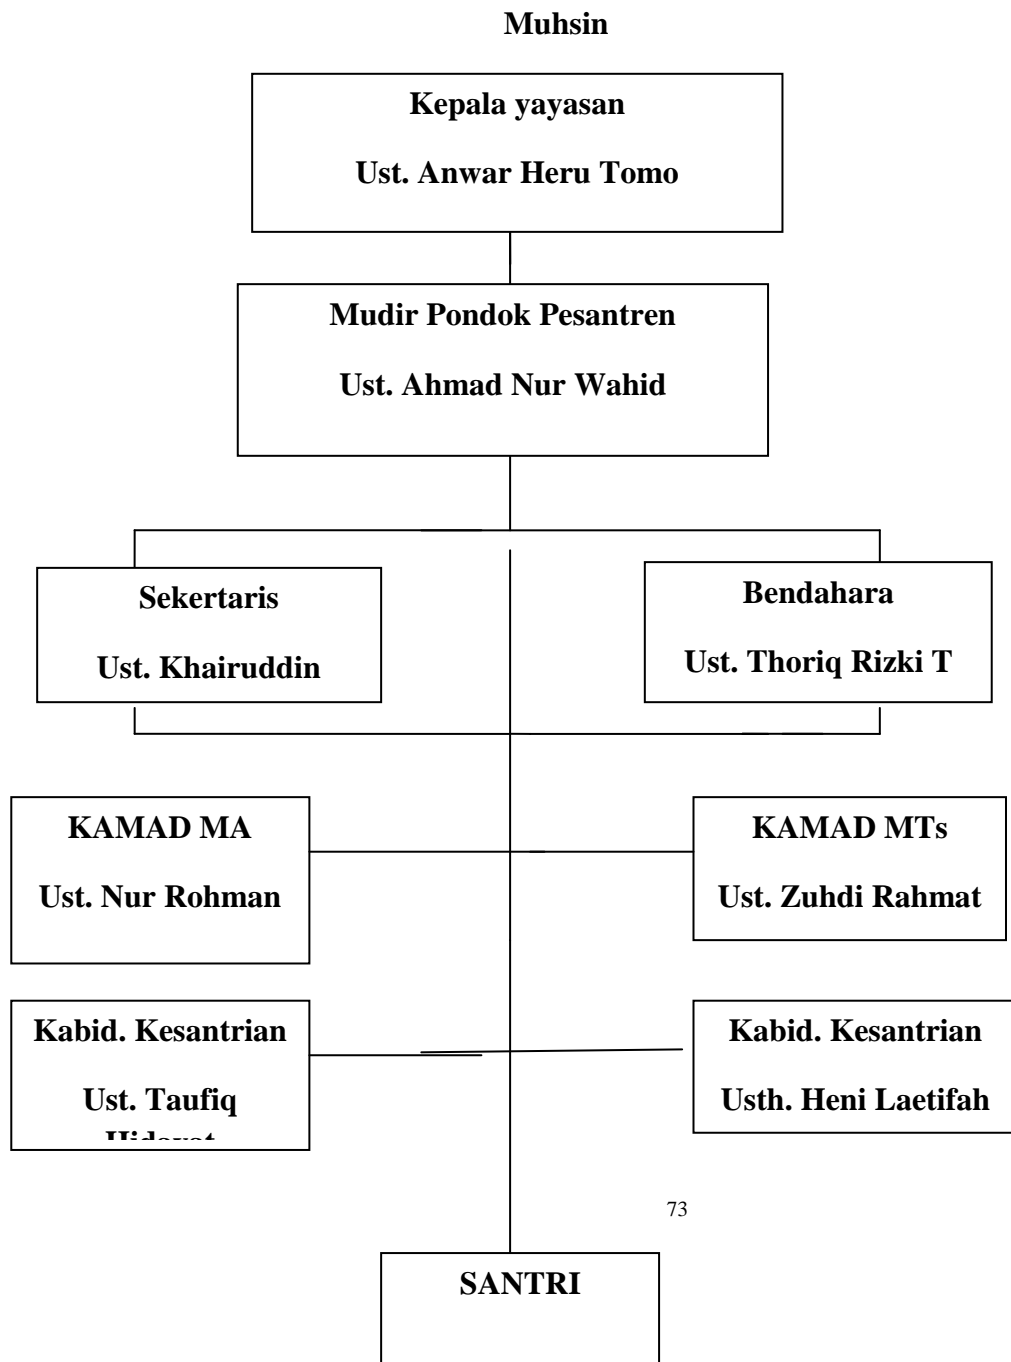 Muhsin
Kepala yayasan
Ust. Anwar Heru Tomo
Mudir Pondok Pesantren
Ust. Ahmad Nur Wahid
Sekertaris
Ust. Khairuddin
Bendahara
Ust. Thoriq Rizki T
KAMAD MA
Ust. Nur Rohman
KAMAD MTs
Ust. Zuhdi Rahmat
Kabid. Kesantrian
Ust. Taufiq
Kabid. Kesantrian
Usth. Heni Laetifah
73
SANTRI